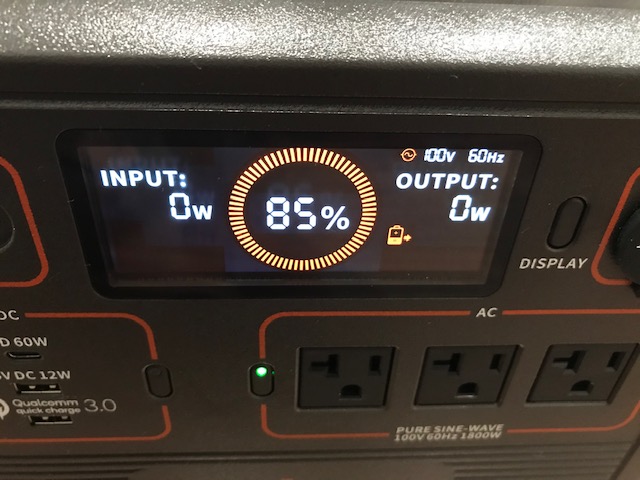 100V 60Hz
INPUT:
0W
85%
OUTPUT:
0W
DISPLAY
DC
D 60W
V DC 12W
Qualcomm
quick charge 3.0
AC
PURE SINE-WAVE
100V 60Hz 1800W